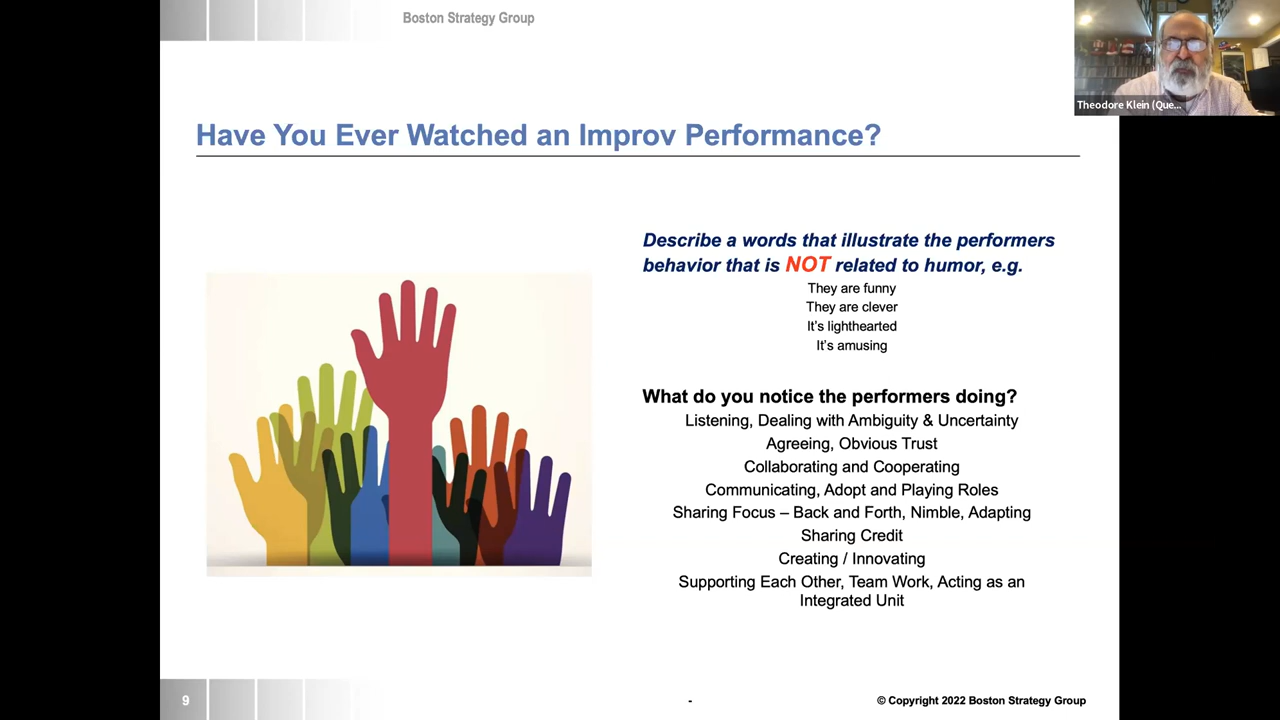 Boston Strategy Group
Theodore Klein (Que...
Have You Ever Watched an Improv Performance?
Describe a words that illustrate the performers
behavior that is NOT related to humor, e.g.
They are funny
They are clever
It's lighthearted
It's amusing
What do you notice the performers doing?
Listening, Dealing with Ambiguity & Uncertainty
Agreeing, Obvious Trust
Collaborating and Cooperating
Communicating, Adopt and Playing Roles
Sharing Focus – Back and Forth, Nimble, Adapting
Sharing Credit
Creating / Innovating
Supporting Each Other, Team Work, Acting as an
Integrated Unit
9
-
© Copyright 2022 Boston Strategy Group